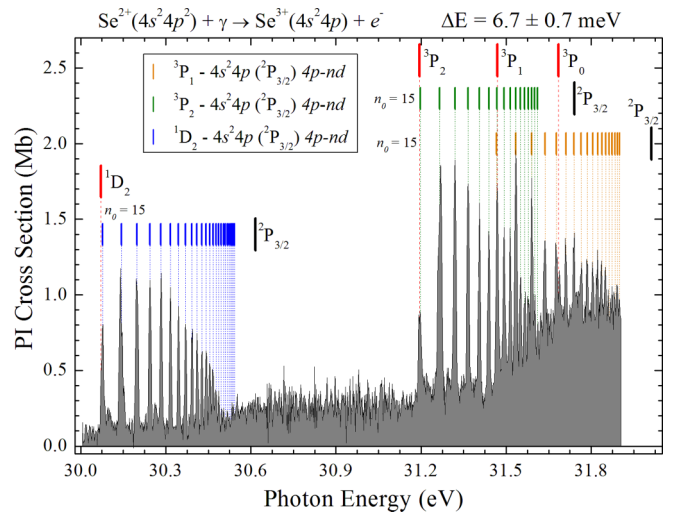 Se²⁺(4s²4p²) + γ → Se³⁺(4s²4p) + e⁻ ΔE = 6.7 ± 0.7 meV
³P₂ ³P₁ ³P₀
³P₁ - 4s²4p (²P₃/₂) 4p-nd
³P₂ - 4s²4p (²P₃/₂) 4p-nd
¹D₂ - 4s²4p (²P₃/₂) 4p-nd
n₀ = 15
²P₃/₂
²P₃/₂
n₀ = 15
¹D₂
n₀ = 15
²P₃/₂
PI Cross Section (Mb)
2.5
2.0
1.5
1.0
0.5
0.0
30.0 30.3 30.6 30.9 31.2 31.5 31.8
Photon Energy (eV)